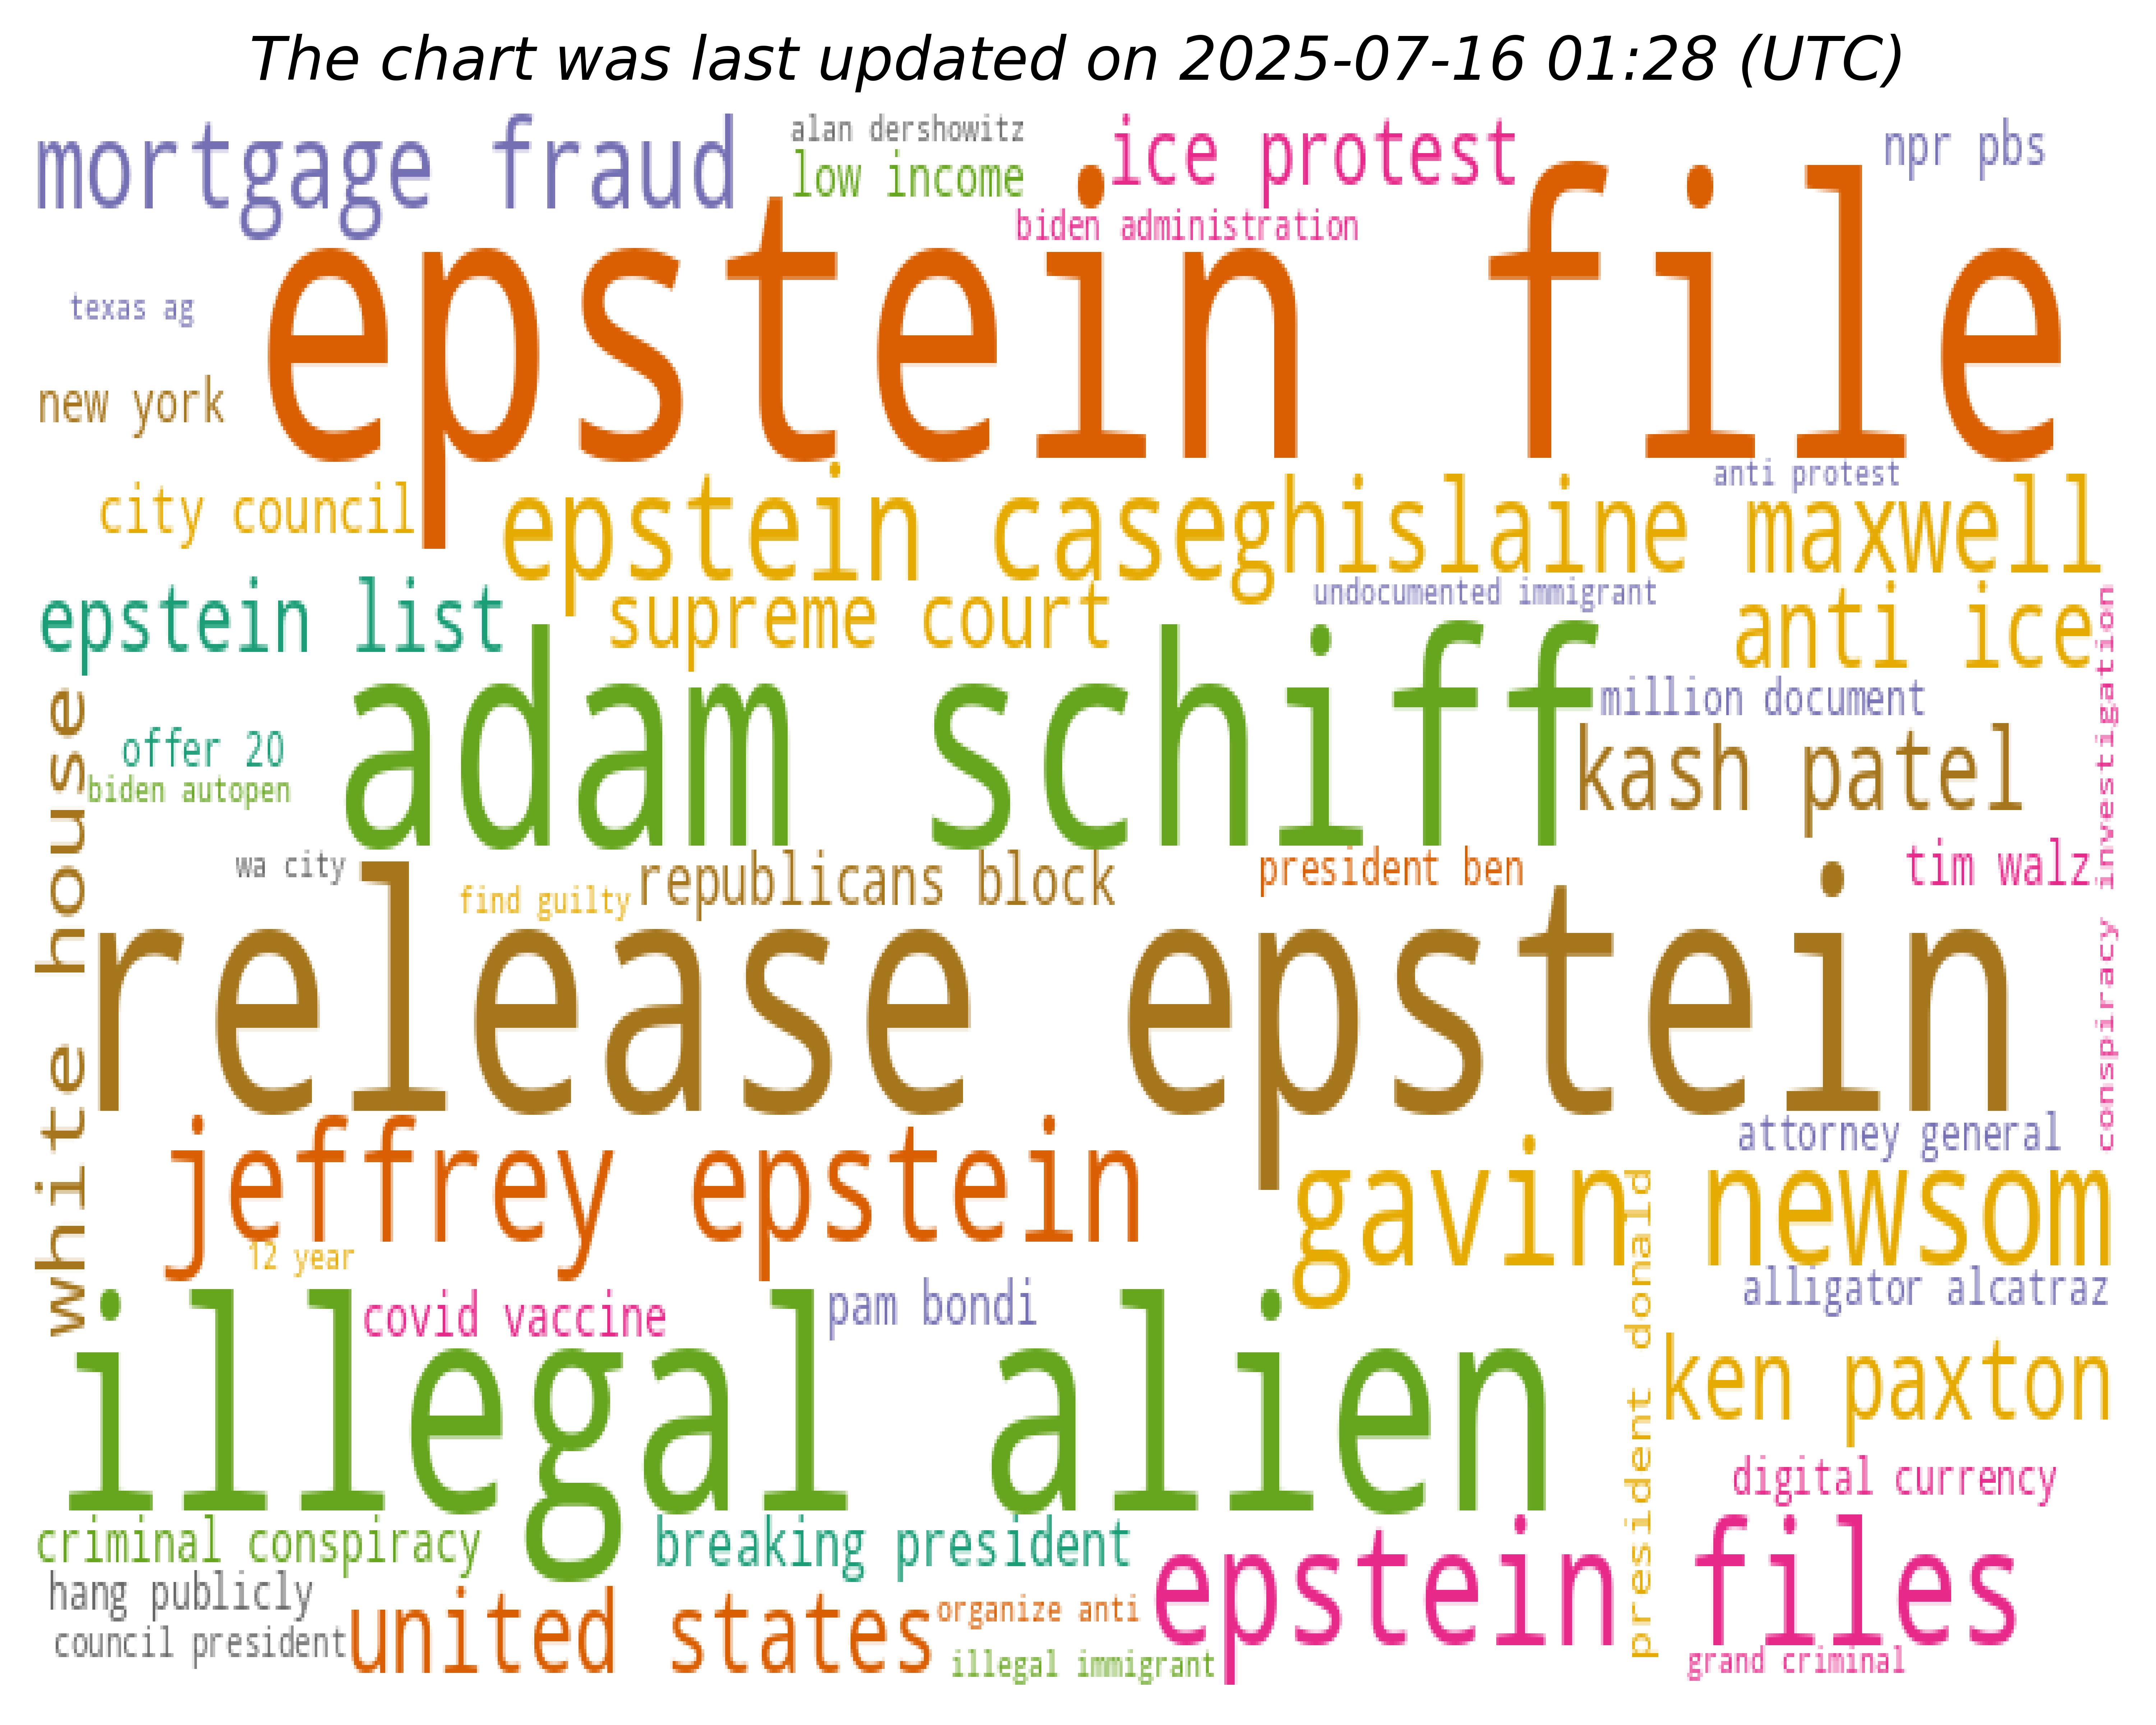 The chart was last updated on 2025-07-16 01:28 (UTC)
mortgage fraud
alan dershowitz
low income
ice protest
npr pbs
biden administration
epstein file
texas ag
new york
city council
epstein case
ghislaine maxwell
anti protest
epstein list
supreme court
undocumented immigrant
anti ice
conspiracy investigation
white house
adam schiff
million document
offer 20
biden autopen
kash patel
wa city
find guilty
republicans block
president ben
tim walz
release epstein
jeffrey epstein
attorney general
gavin newsom
12 year
president donald
alligator alcatraz
covid vaccine
pam bondi
illegal alien
ken paxton
digital currency
criminal conspiracy
breaking president
epstein files
hang publicly
council president
united states
organize anti
illegal immigrant
grand criminal